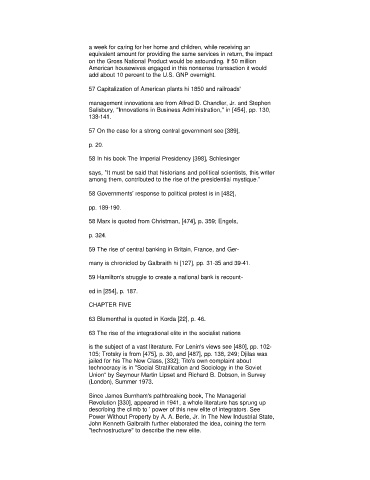 a week for caring for her home and children, while receiving an
equivalent amount for providing the same services in return, the impact
on the Gross National Product would be astounding. If 50 million
American housewives engaged in this nonsense transaction it would
add about 10 percent to the U.S. GNP overnight.
57 Capitalization of American plants hi 1850 and railroads'
management innovations are from Alfred D. Chandler, Jr. and Stephen
Salisbury, "Innovations in Business Administration," in [454], pp. 130,
138-141.
57 On the case for a strong central government see [389],
p. 20.
58 In his book The Imperial Presidency [398], Schlesinger
says, "It must be said that historians and political scientists, this writer
among them, contributed to the rise of the presidential mystique."
58 Governments' response to political protest is in [482],
pp. 189-190.
58 Marx is quoted from Christman, [474], p. 359; Engels,
p. 324.
59 The rise of central banking in Britain, France, and Ger-
many is chronicled by Galbraith hi [127], pp. 31-35 and 39-41.
59 Hamilton's struggle to create a national bank is recount-
ed in [254], p. 187.
CHAPTER FIVE
63 Blumenthal is quoted in Korda [22], p. 46.
63 The rise of the integrational elite in the socialist nations
is the subject of a vast literature. For Lenin's views see [480], pp. 102-
105; Trotsky is from [475], p. 30, and [487], pp. 138, 249; Djilas was
jailed for his The New Class, [332]; Tito's own complaint about
technocracy is in "Social Stratification and Sociology in the Soviet
Union" by Seymour Martin Lipset and Richard B. Dobson, in Survey
(London), Summer 1973.
Since James Burnham's pathbreaking book, The Managerial
Revolution [330], appeared in 1941, a whole literature has sprung up
describing the climb to ' power of this new elite of integrators. See
Power Without Property by A. A. Berle, Jr. In The New Industrial State,
John Kenneth Galbraith further elaborated the idea, coining the term
"technostructure" to describe the new elite.